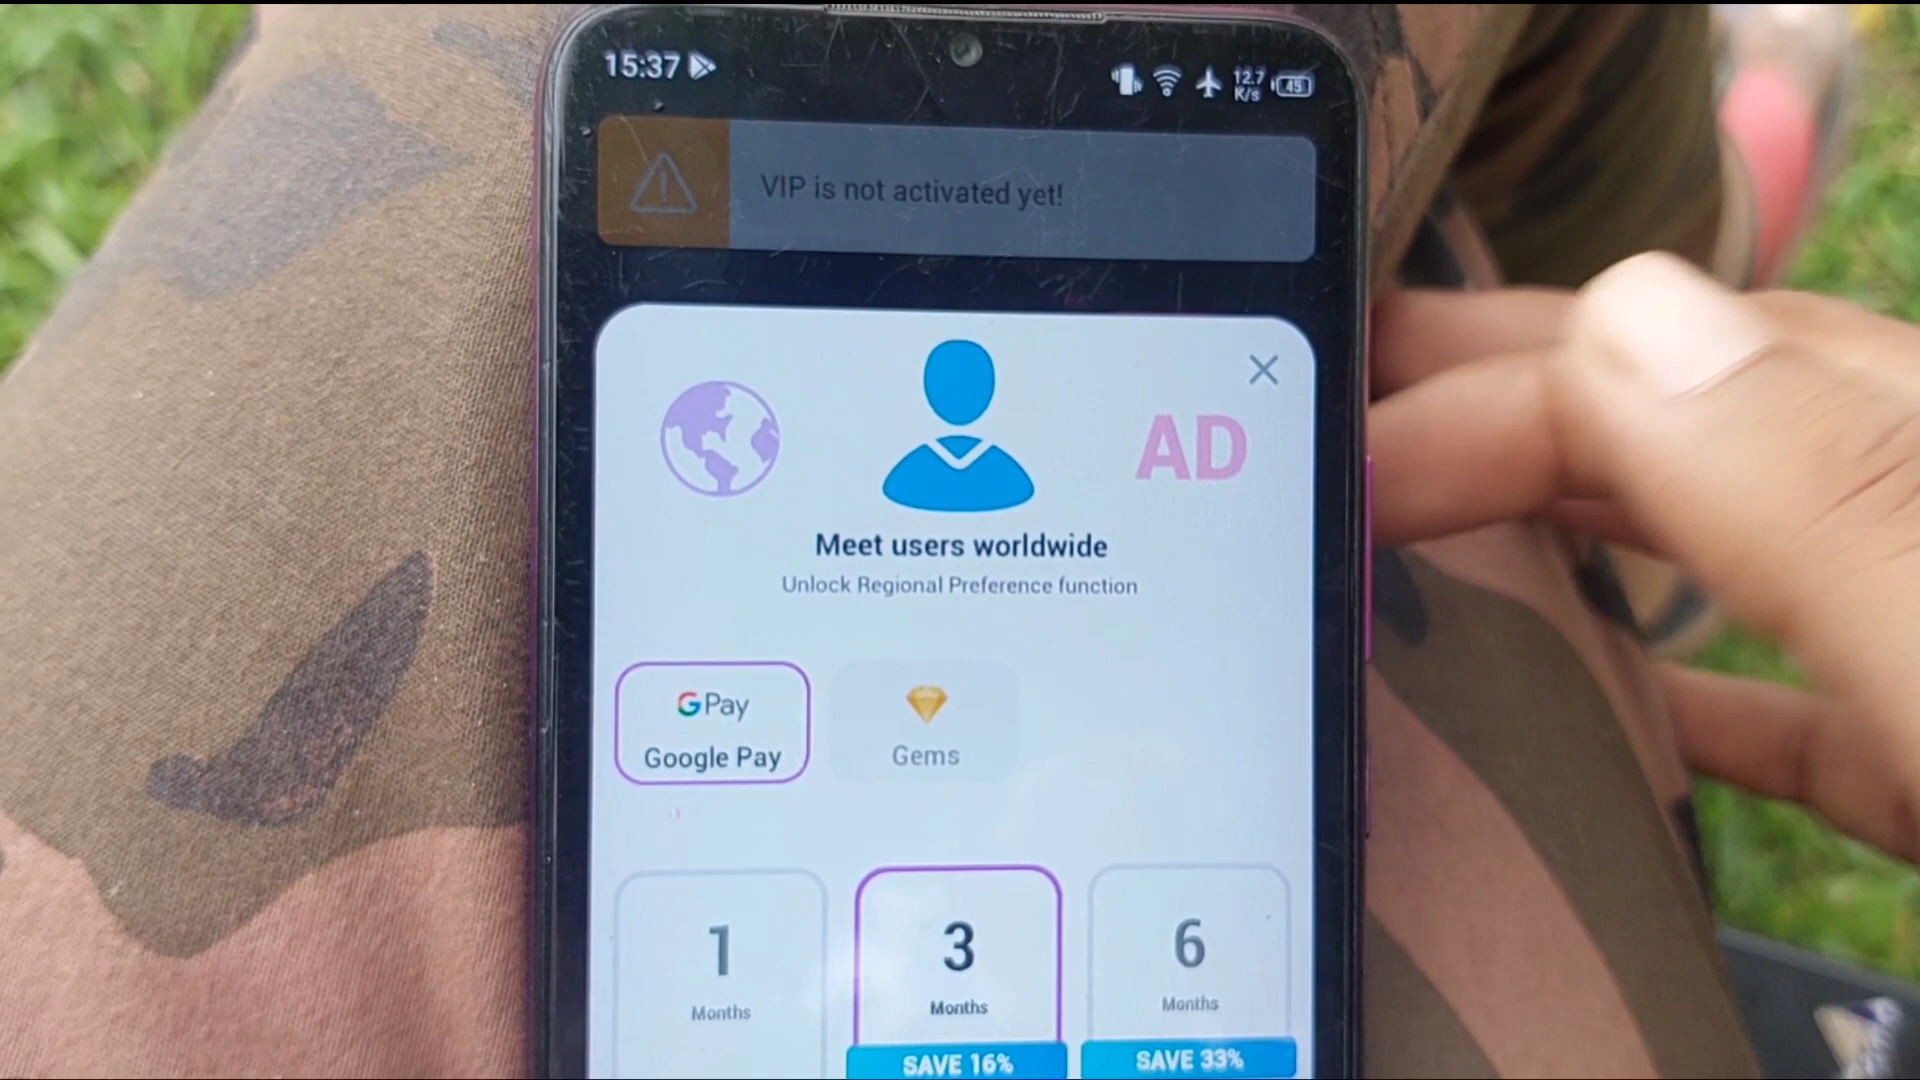 15:37
12.7
K/s
45
VIP is not activated yet!
AD
Meet users worldwide
Unlock Regional Preference function
G Pay
Google Pay
Gems
1
Months
3
Months
6
Months
SAVE 16%
SAVE 33%